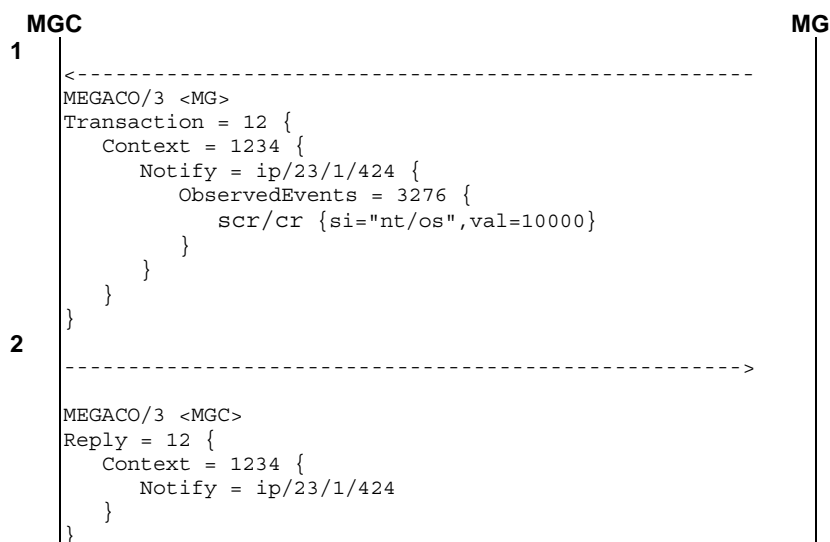 MGC MG
1
<-----------------------------------------------------
MEGACO/3 <MG>
Transaction = 12 {
   Context = 1234 {
      Notify = ip/23/1/424 {
         ObservedEvents = 3276 {
            scr/cr {si="nt/os",val=10000}
         }
      }
   }
}
2
----------------------------------------------------->
MEGACO/3 <MGC>
Reply = 12 {
   Context = 1234 {
      Notify = ip/23/1/424
   }
}